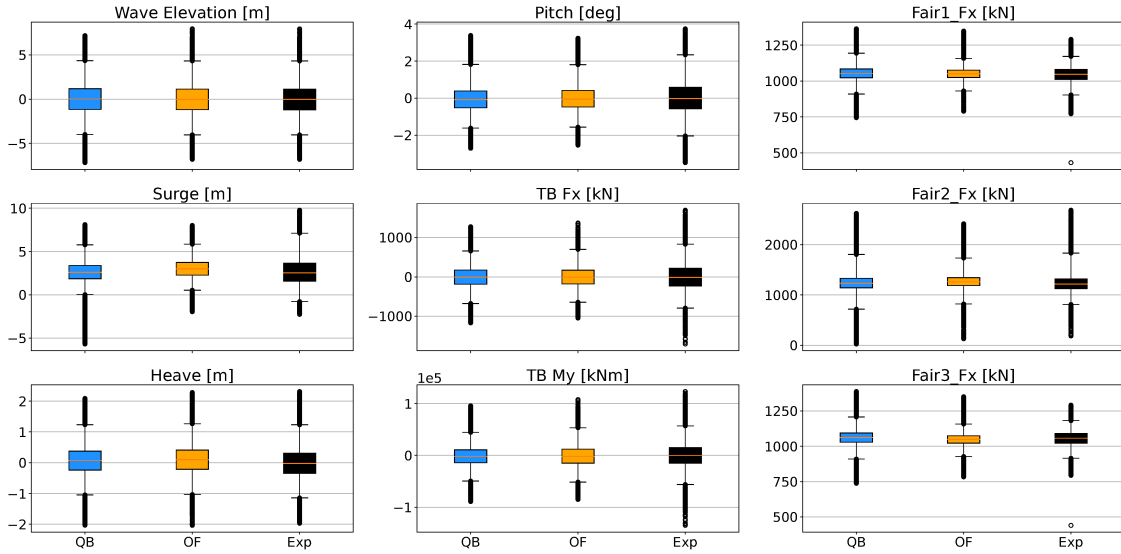 Wave Elevation [m]
5
0
−5
Pitch [deg]
4
2
0
−2
Fair1_Fx [kN]
1250
1000
750
500
Surge [m]
10
5
0
−5
TB Fx [kN]
1000
0
−1000
Fair2_Fx [kN]
2000
1000
0
Heave [m]
2
1
0
−1
−2
QB OF Exp
TB My [kNm]
1e5
1
0
−1
QB OF Exp
Fair3_Fx [kN]
1250
1000
750
500
QB OF Exp